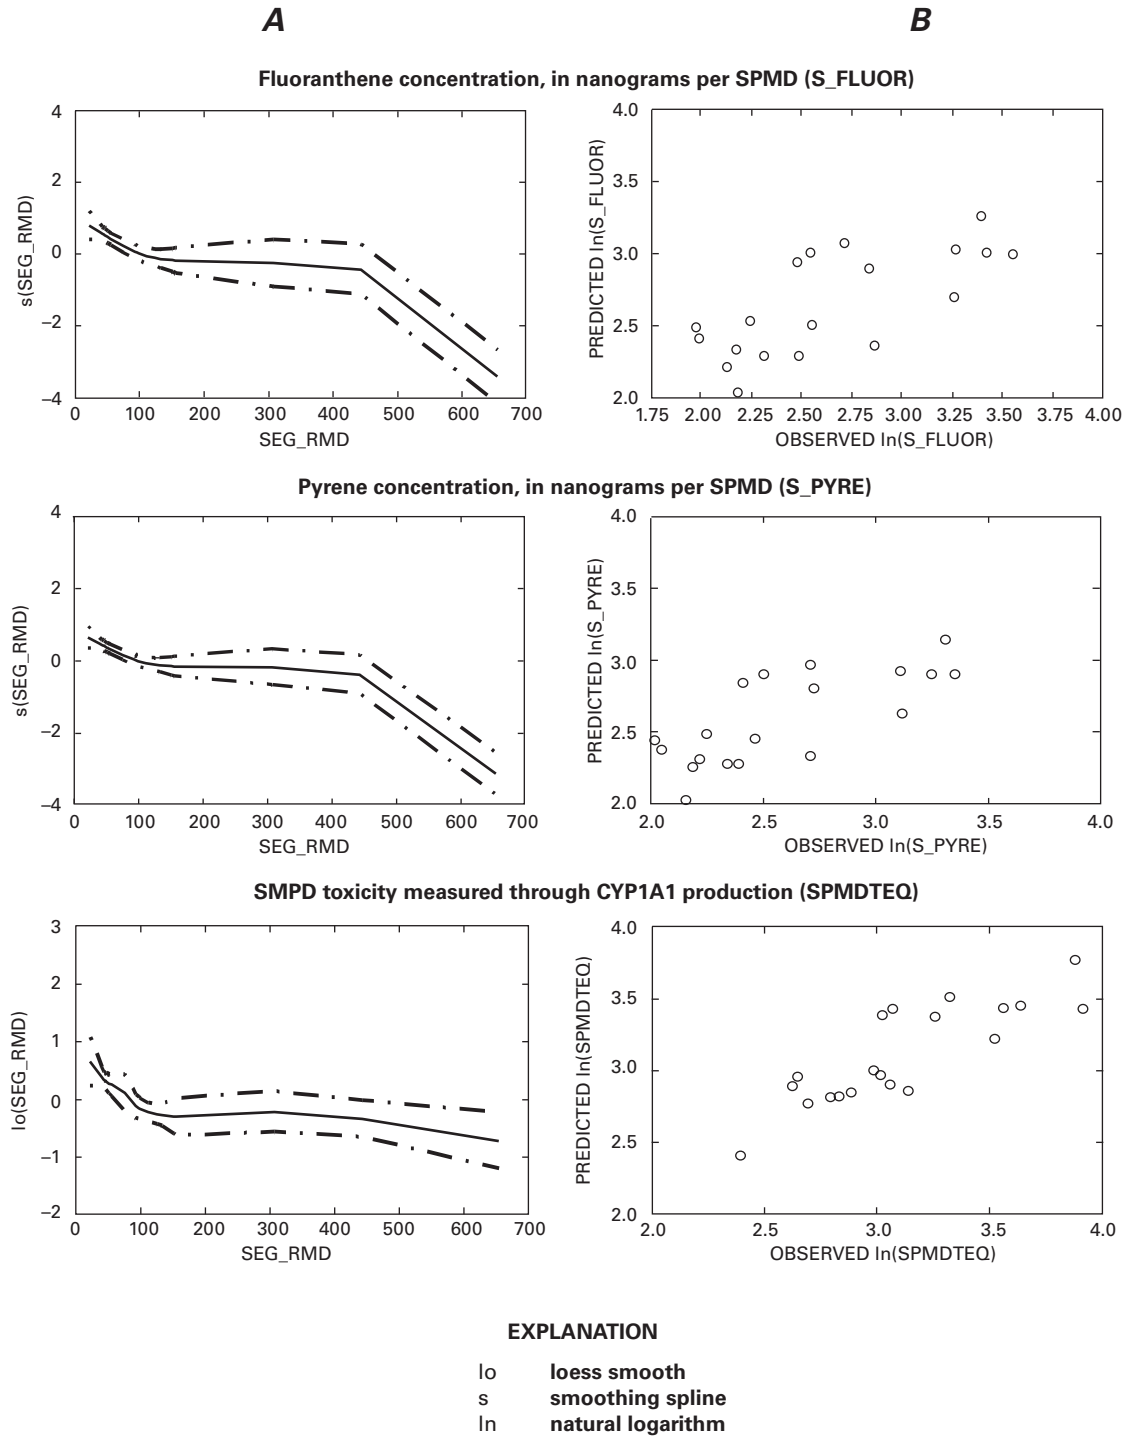 A
B
Fluoranthene concentration, in nanograms per SPMD (S_FLUOR)
4
2
0
–2
–4
s(SEG_RMD)
0 100 200 300 400 500 600 700
SEG_RMD
4.0
3.5
3.0
2.5
2.0
PREDICTED ln(S_FLUOR)
1.75 2.00 2.25 2.50 2.75 3.00 3.25 3.50 3.75 4.00
OBSERVED ln(S_FLUOR)
Pyrene concentration, in nanograms per SPMD (S_PYRE)
4
2
0
–2
–4
s(SEG_RMD)
0 100 200 300 400 500 600 700
SEG_RMD
4.0
3.5
3.0
2.5
2.0
PREDICTED ln(S_PYRE)
2.0 2.5 3.0 3.5 4.0
OBSERVED ln(S_PYRE)
SMPD toxicity measured through CYP1A1 production (SPMDTEQ)
3
2
1
0
–1
–2
lo(SEG_RMD)
0 100 200 300 400 500 600 700
SEG_RMD
4.0
3.5
3.0
2.5
2.0
PREDICTED ln(SPMDTEQ)
2.0 2.5 3.0 3.5 4.0
OBSERVED ln(SPMDTEQ)
EXPLANATION
lo loess smooth
s smoothing spline
ln natural logarithm